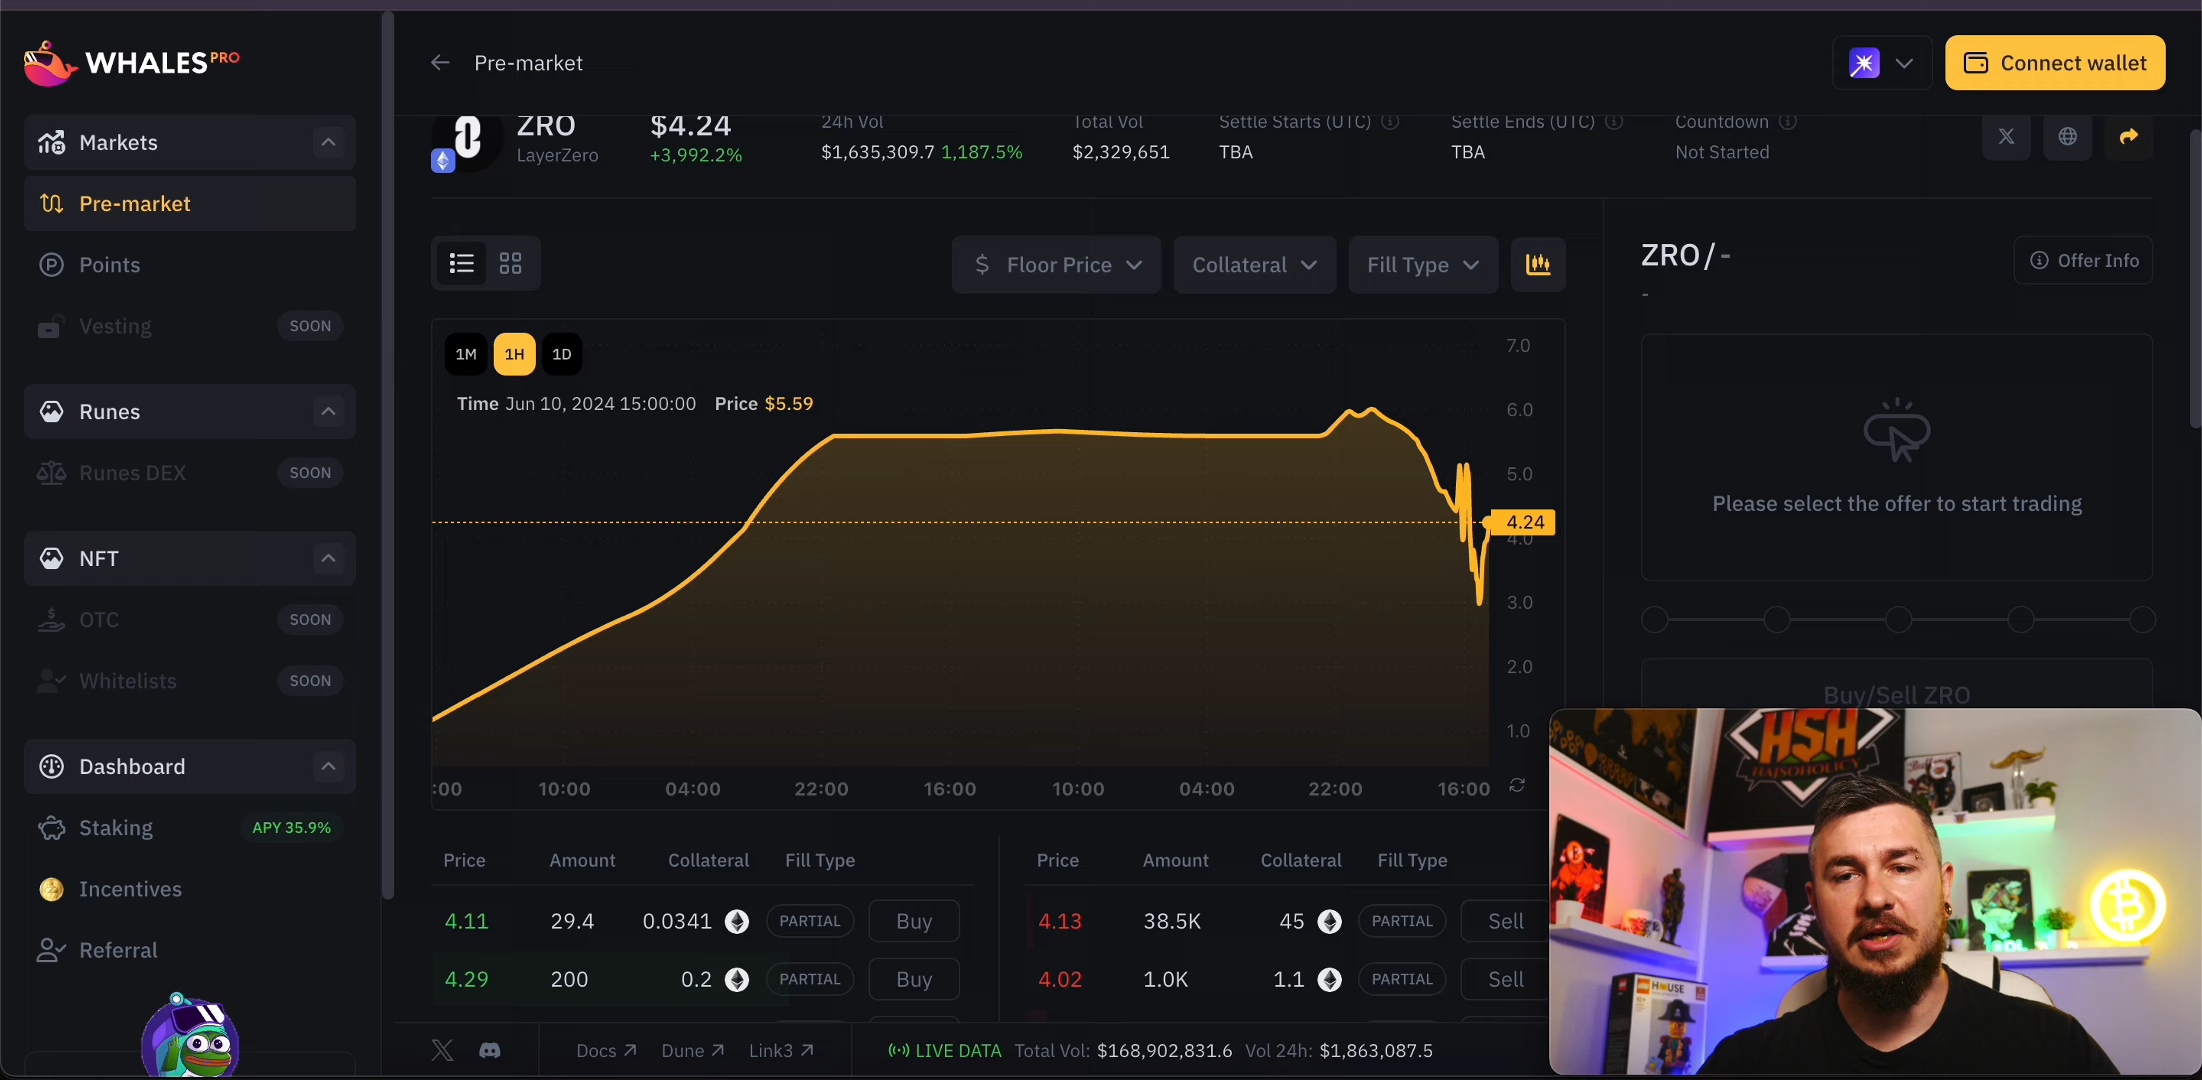 WHALES PRO
Pre-market
Connect wallet
Markets
Pre-market
Points
Vesting SOON
Runes
Runes DEX SOON
NFT
OTC SOON
Whitelists SOON
Dashboard
Staking APY 35.9%
Incentives
Referral
ZRO
LayerZero
$4.24
+3,992.2%
24h Vol
$1,635,309.7 1,187.5%
Total Vol
$2,329,651
Settle Starts (UTC)
TBA
Settle Ends (UTC)
TBA
Countdown
Not Started
Floor Price
Collateral
Fill Type
1M 1H 1D
Time Jun 10, 2024 15:00:00 Price $5.59
7.0
6.0
5.0
4.24
4.0
3.0
2.0
1.0
:00 10:00 04:00 22:00 16:00 10:00 04:00 22:00 16:00
Price Amount Collateral Fill Type
4.11 29.4 0.0341 PARTIAL Buy
4.29 200 0.2 PARTIAL Buy
Price Amount Collateral Fill Type
4.13 38.5K 45 PARTIAL Sell
4.02 1.0K 1.1 PARTIAL Sell
ZRO/-
-
Offer Info
Please select the offer to start trading
Buy/Sell ZRO
HSH
HAJSOHOLICY
Docs Dune Link3
LIVE DATA Total Vol: $168,902,831.6 Vol 24h: $1,863,087.5